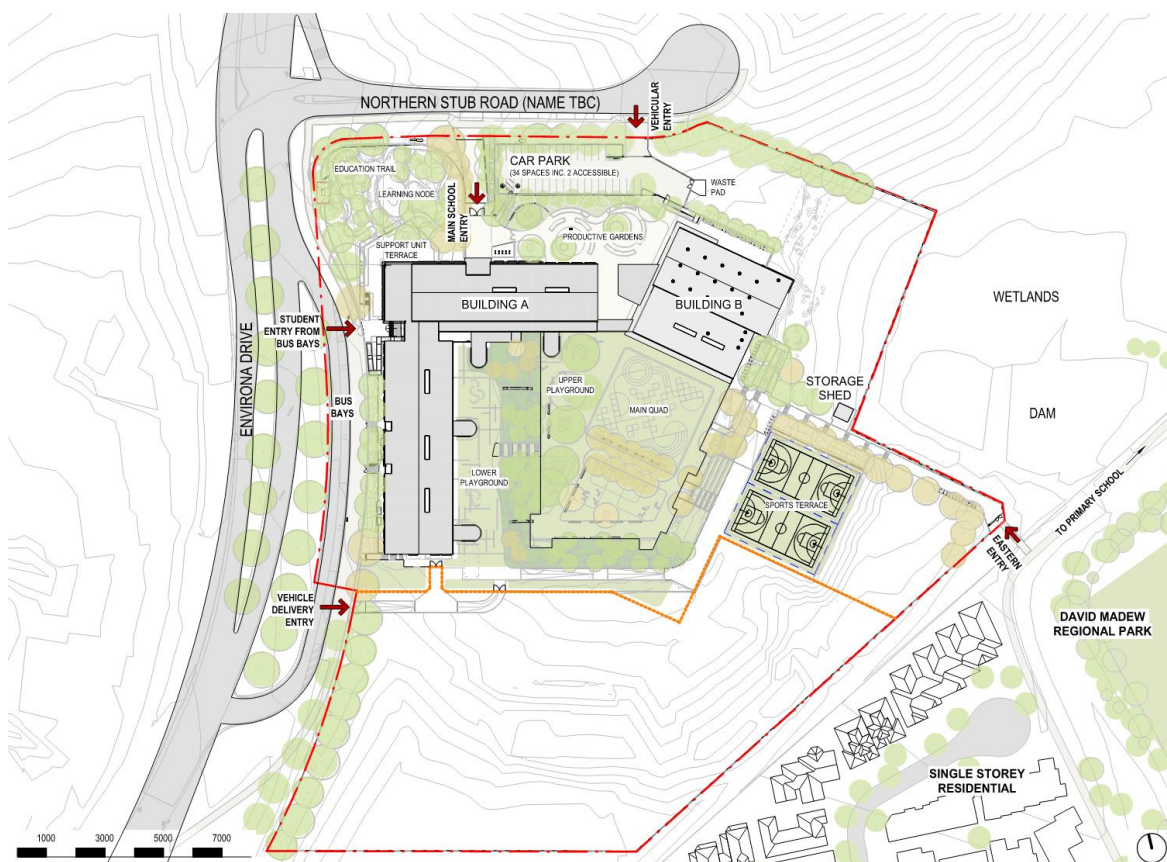 NORTHERN STUB ROAD (NAME TBC)
VEHICULAR
ENTRY
EDUCATION TRAIL
LEARNING NODE
MAIN SCHOOL
ENTRY
CAR PARK
(34 SPACES INC. 2 ACCESSIBLE)
WASTE
PAD
SUPPORT UNIT
TERRACE
PRODUCTIVE GARDENS
BUILDING A
BUILDING B
WETLANDS
STUDENT
ENTRY FROM
BUS BAYS
ENVIRONA DRIVE
BUS
BAYS
UPPER
PLAYGROUND
MAIN QUAD
STORAGE
SHED
DAM
LOWER
PLAYGROUND
SPORTS TERRACE
TO PRIMARY SCHOOL
EASTERN
ENTRY
VEHICLE
DELIVERY
ENTRY
DAVID MADEW
REGIONAL PARK
SINGLE STOREY
RESIDENTIAL
1000 3000 5000 7000